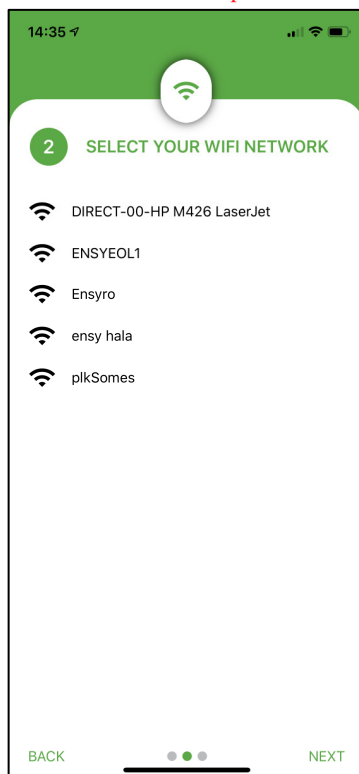 14:35
2 SELECT YOUR WIFI NETWORK
DIRECT-00-HP M426 LaserJet
ENSYEOL1
Ensyro
ensy hala
plkSomes
BACK NEXT